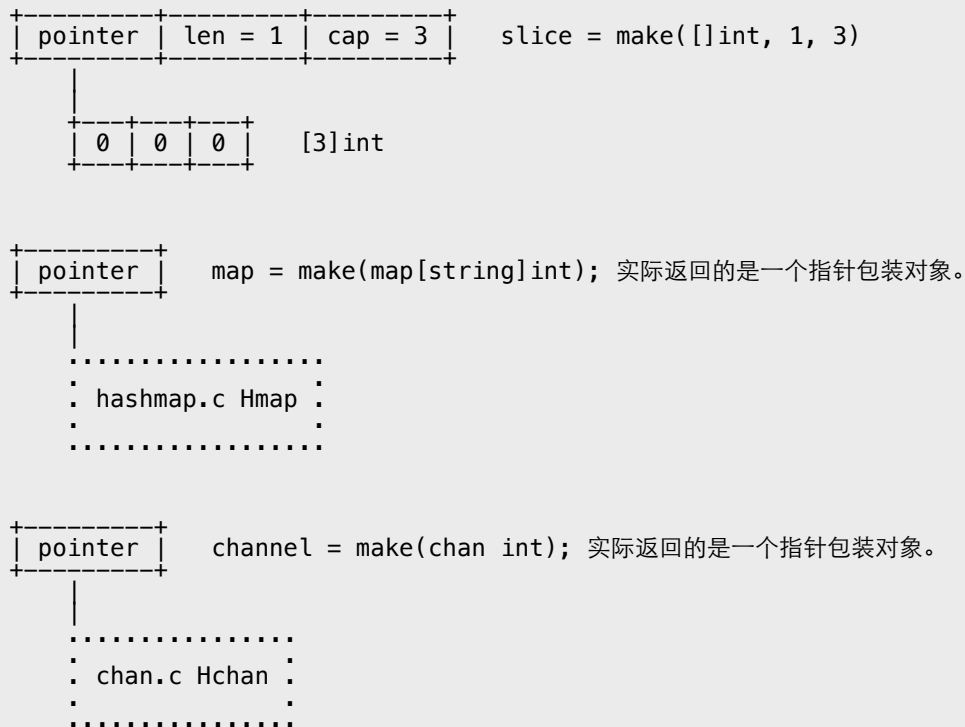 | pointer | len = 1 | cap = 3 | slice = make([]int, 1, 3)
| 0 | 0 | 0 | [3]int
| pointer | map = make(map[string]int); 实际返回的是一个指针包装对象。
. hashmap.c Hmap .
| pointer | channel = make(chan int); 实际返回的是一个指针包装对象。
. chan.c Hchan .